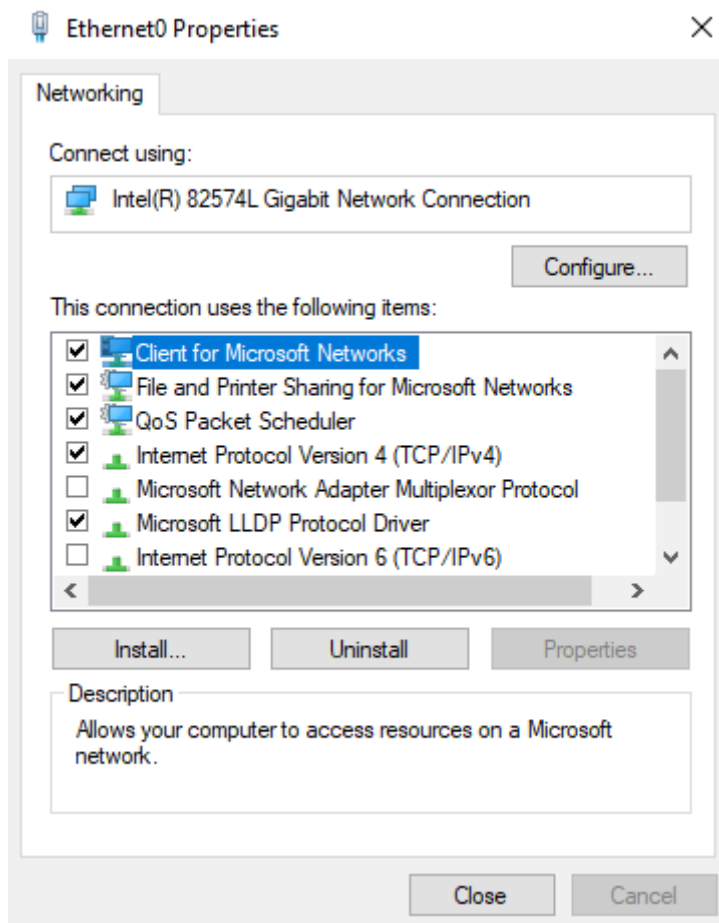 Ethernet0 Properties
Networking
Connect using:
Intel(R) 82574L Gigabit Network Connection
Configure...
This connection uses the following items:
Client for Microsoft Networks
File and Printer Sharing for Microsoft Networks
QoS Packet Scheduler
Internet Protocol Version 4 (TCP/IPv4)
Microsoft Network Adapter Multiplexor Protocol
Microsoft LLDP Protocol Driver
Internet Protocol Version 6 (TCP/IPv6)
Install... Uninstall Properties
Description
Allows your computer to access resources on a Microsoft
network.
Close Cancel